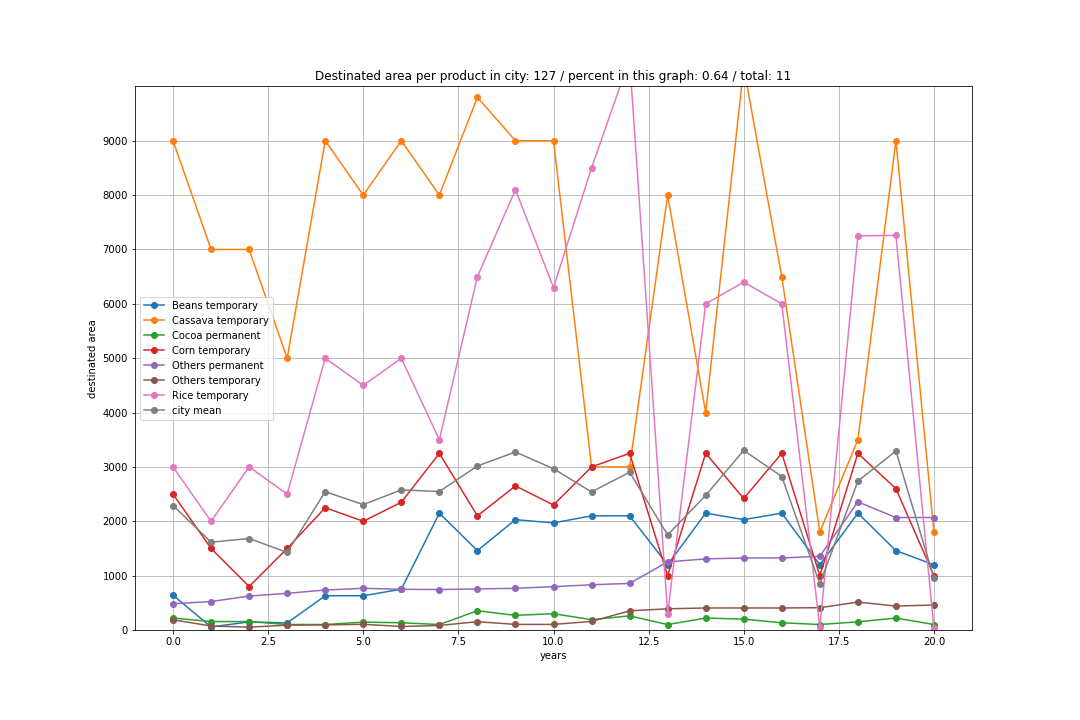 Destinated area per product in city: 127 / percent in this graph: 0.64 / total: 11
9000
8000
7000
6000
5000
4000
3000
2000
1000
0
destinated area
Beans temporary
Cassava temporary
Cocoa permanent
Corn temporary
Others permanent
Others temporary
Rice temporary
city mean
0.0 2.5 5.0 7.5 10.0 12.5 15.0 17.5 20.0
years